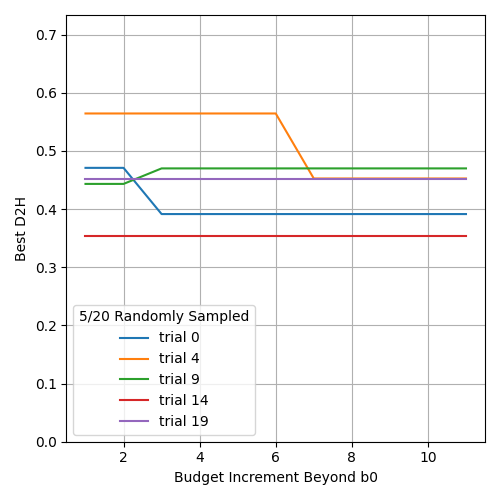 0.7
0.6
0.5
0.4
0.3
0.2
0.1
0.0
Best D2H
5/20 Randomly Sampled
trial 0
trial 4
trial 9
trial 14
trial 19
2 4 6 8 10
Budget Increment Beyond b0